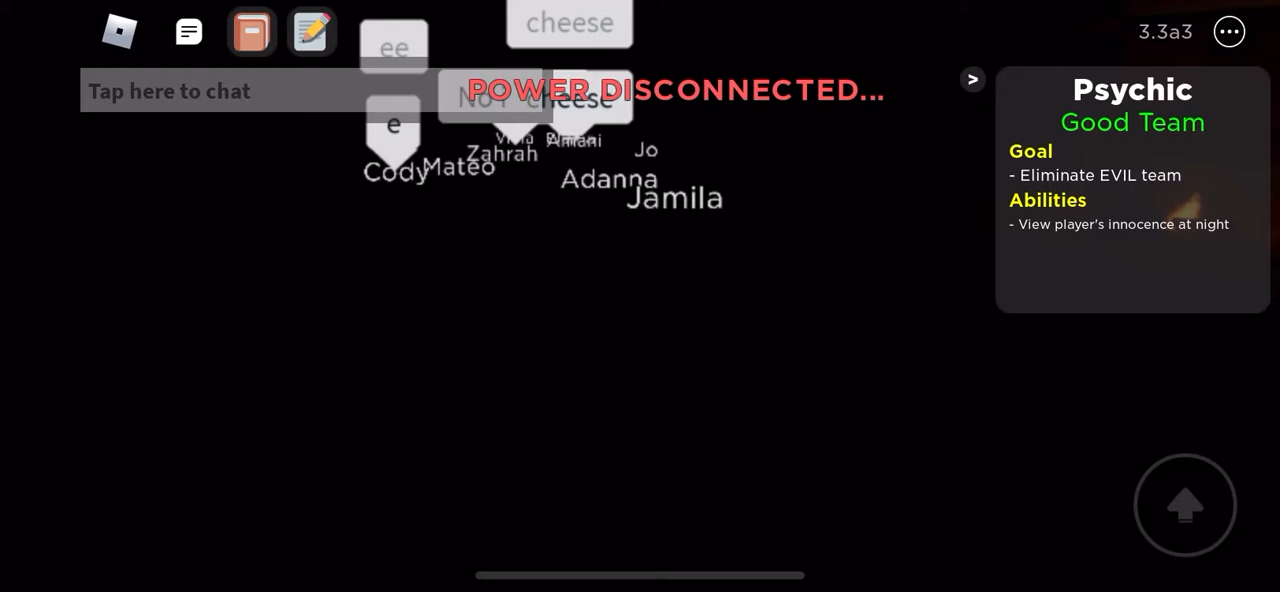 cheese
ee
3.3a3
Tap here to chat
POWER DISCONNECTED...
cheese
e
>
Zahrah
Jo
Cody
Mateo
Adanna
Jamila
Psychic
Good Team
Goal
- Eliminate EVIL team
Abilities
- View player's innocence at night